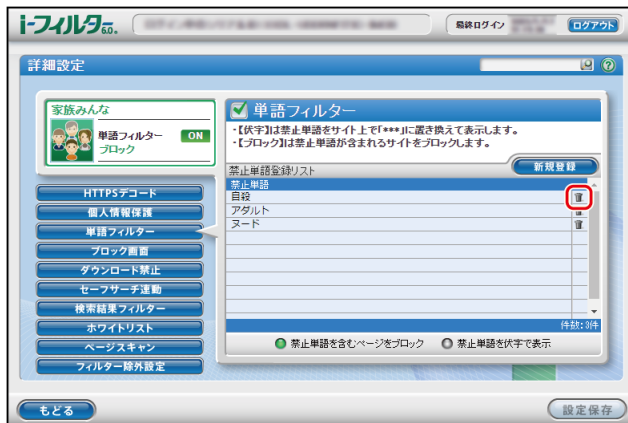 i-フィルター6.0.
最終ログイン
ログアウト
詳細設定
家族みんな
単語フィルター ON
ブロック
単語フィルター
・【伏字】は禁止単語をサイト上で「***」に置き換えて表示します。
・【ブロック】は禁止単語が含まれるサイトをブロックします。
禁止単語登録リスト
新規登録
禁止単語
自殺
アダルト
ヌード
件数:3件
禁止単語を含むページをブロック
禁止単語を伏字で表示
HTTPSデコード
個人情報保護
単語フィルター
ブロック画面
ダウンロード禁止
セーフサーチ連動
検索結果フィルター
ホワイトリスト
ページスキャン
フィルター除外設定
もどる
設定保存